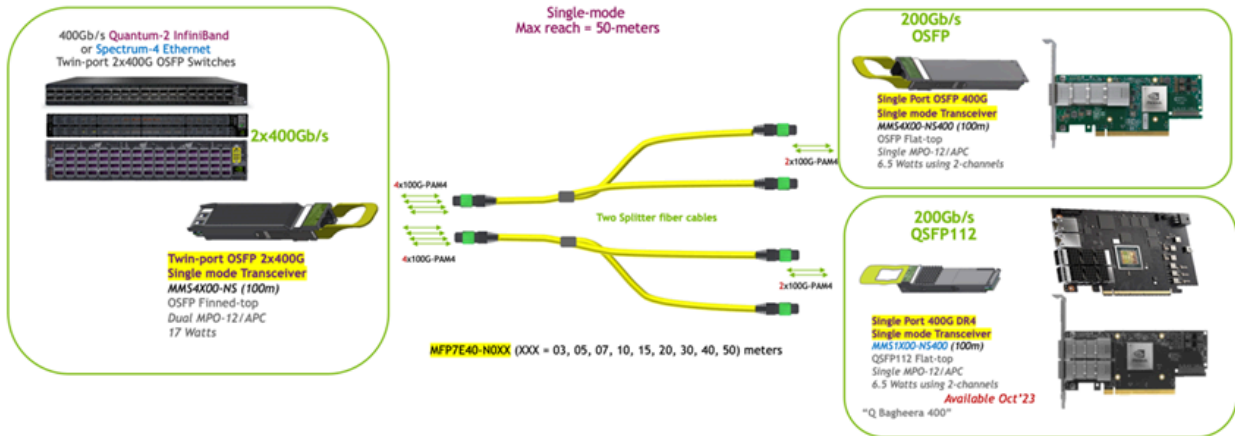 Single-mode
Max reach = 50-meters
400Gb/s Quantum-2 InfiniBand
or Spectrum-4 Ethernet
Twin-port 2x400G OSFP Switches
2x400Gb/s
Twin-port OSFP 2x400G
Single mode Transceiver
MMS4X00-NS (100m)
OSFP Finned-top
Dual MPO-12/APC
17 Watts
4x100G-PAM4
4x100G-PAM4
Two Splitter fiber cables
2x100G-PAM4
2x100G-PAM4
MFP7E40-N0XX (XXX = 03, 05, 07, 10, 15, 20, 30, 40, 50) meters
200Gb/s
OSFP
Single Port OSFP 400G
Single mode Transceiver
MMS4X00-NS400 (100m)
OSFP Flat-top
Single MPO-12/APC
6.5 Watts using 2-channels
200Gb/s
QSFP112
Single Port 400G DR4
Single mode Transceiver
MMS1X00-NS400 (100m)
QSFP112 Flat-top
Single MPO-12/APC
6.5 Watts using 2-channels
Available Oct'23
"Q Bagheera 400"